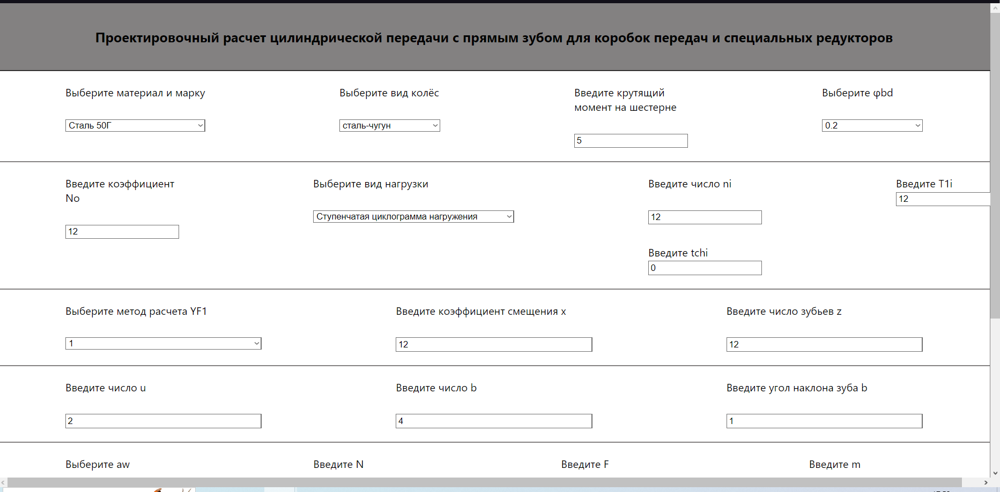 Проектировочный расчет цилиндрической передачи с прямым зубом для коробок передач и специальных редукторов
Выберите материал и марку
Сталь 50Г
Выберите вид колёс
сталь-чугун
Введите крутящий
момент на шестерне
5
Выберите φbd
0.2
Введите коэффициент
No
12
Выберите вид нагрузки
Ступенчатая циклограмма нагружения
Введите число ni
12
Введите T1i
12
Введите tchi
0
Выберите метод расчета YF1
1
Введите коэффициент смещения x
12
Введите число зубьев z
12
Введите число u
2
Введите число b
4
Введите угол наклона зуба b
1
Выберите aw
Введите N
Введите F
Введите m